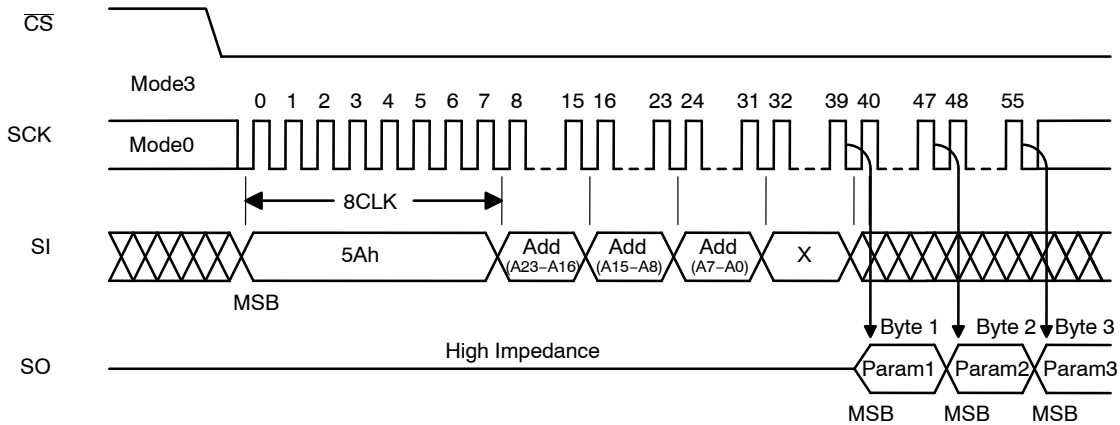 CS
Mode3
0 1 2 3 4 5 6 7 8 15 16 23 24 31 32 39 40 47 48 55
SCK
Mode0
8CLK
SI
5Ah
Add
(A23−A16)
Add
(A15−A8)
Add
(A7−A0)
X
MSB
Byte 1 Byte 2 Byte 3
High Impedance
SO
Param1 Param2 Param3
MSB MSB MSB